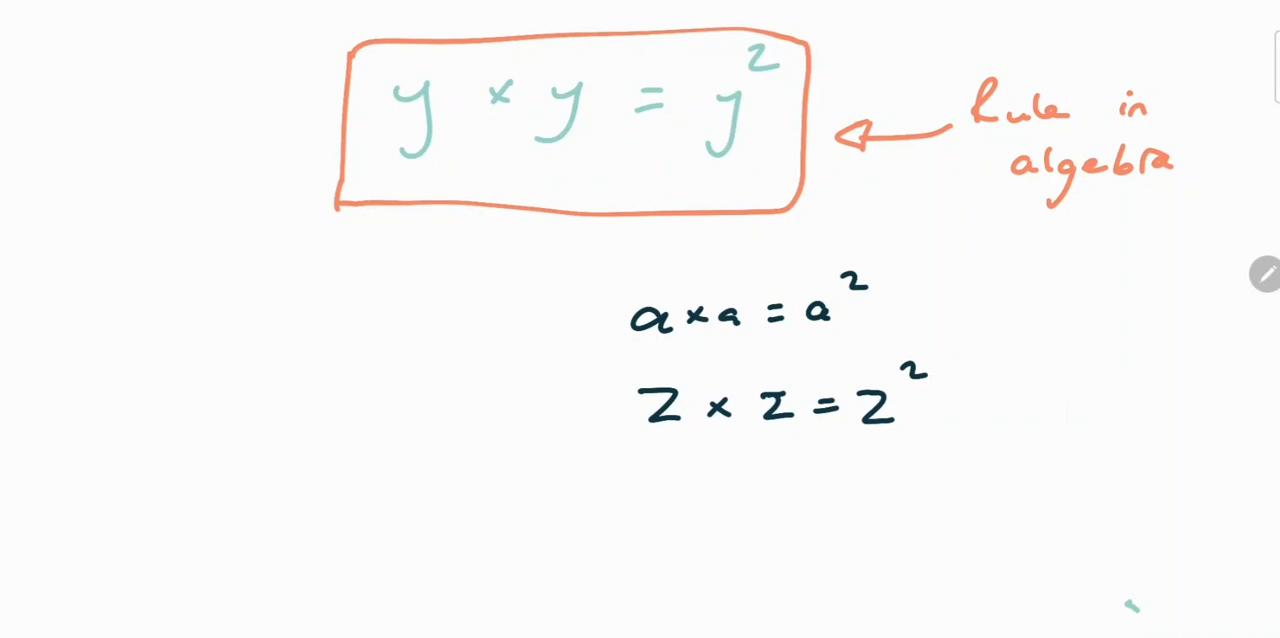 y × y = y²
Rule in
algebra
a × a = a²
z × z = z²